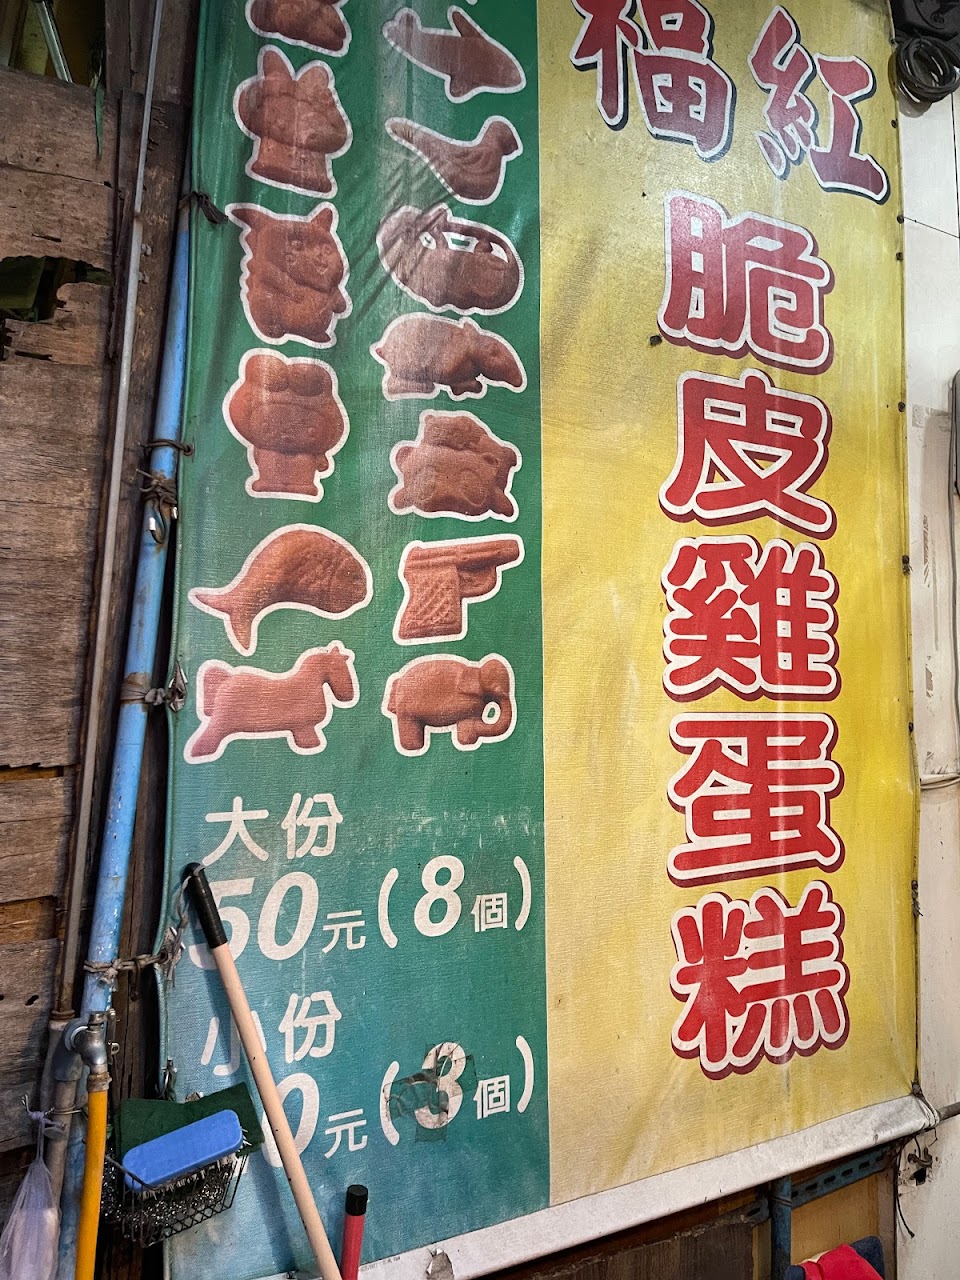 福紅
脆皮雞蛋糕
大份
50元(8個)
小份
0元(3個)